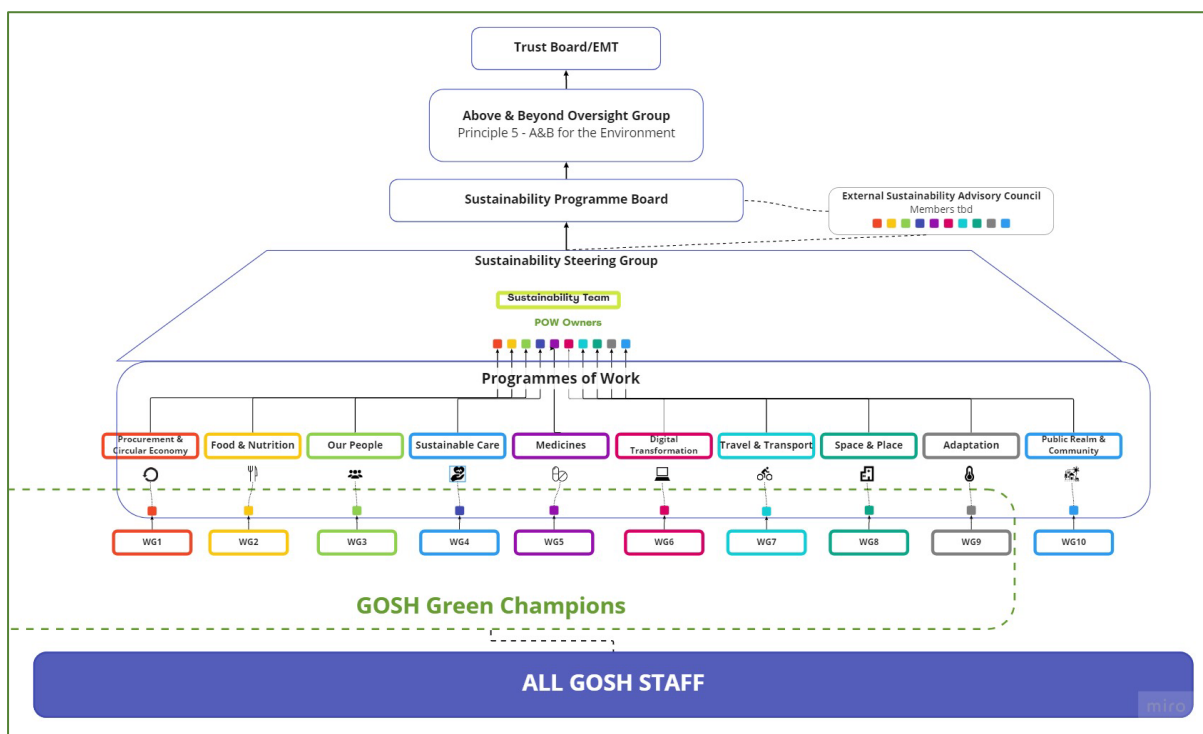 Trust Board/EMT
Above & Beyond Oversight Group
Principle 5 - A&B for the Environment
Sustainability Programme Board
External Sustainability Advisory Council
Members tbd
Sustainability Steering Group
Sustainability Team
POW Owners
Programmes of Work
Procurement &
Circular Economy
Food & Nutrition
Our People
Sustainable Care
Medicines
Digital
Transformation
Travel & Transport
Space & Place
Adaptation
Public Realm &
Community
WG1
WG2
WG3
WG4
WG5
WG6
WG7
WG8
WG9
WG10
GOSH Green Champions
ALL GOSH STAFF
miro